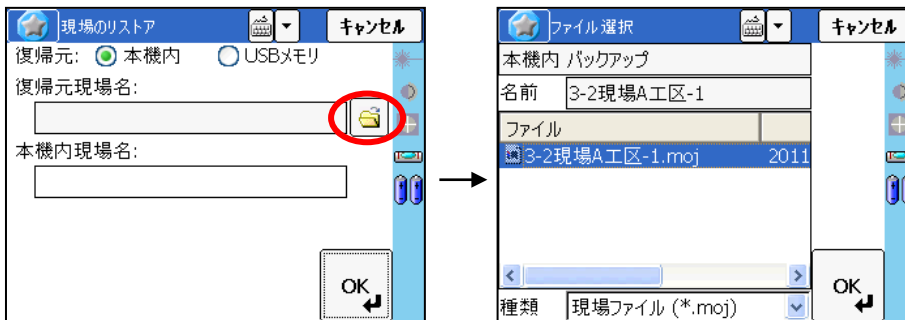 現場のリストア
キャンセル
復帰元: 本機内 USBメモリ
復帰元現場名:
本機内現場名:
OK
ファイル選択
キャンセル
本機内 バックアップ
名前 3-2現場A工区-1
ファイル
3-2現場A工区-1.moj 2011
OK
種類 現場ファイル (*.moj)